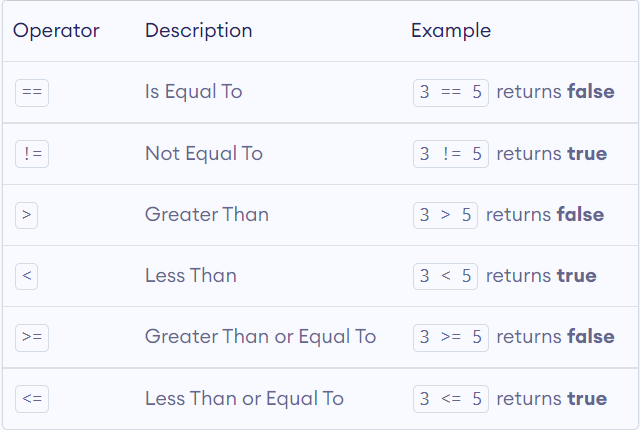 Operator Description Example
== Is Equal To 3 == 5 returns false
!= Not Equal To 3 != 5 returns true
> Greater Than 3 > 5 returns false
< Less Than 3 < 5 returns true
>= Greater Than or Equal To 3 >= 5 returns false
<= Less Than or Equal To 3 <= 5 returns true